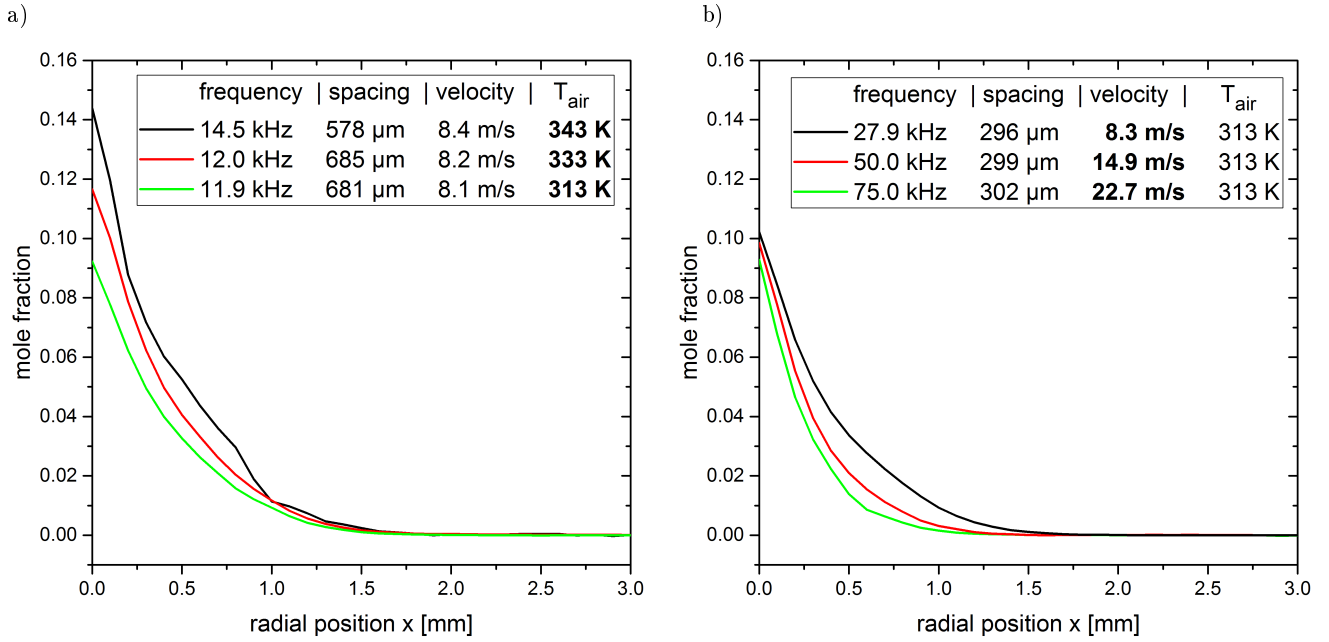 a)
frequency | spacing | velocity | T_air
14.5 kHz 578 µm 8.4 m/s 343 K
12.0 kHz 685 µm 8.2 m/s 333 K
11.9 kHz 681 µm 8.1 m/s 313 K
0.16
0.14
0.12
0.10
0.08
0.06
0.04
0.02
0.00
mole fraction
0.0 0.5 1.0 1.5 2.0 2.5 3.0
radial position x [mm]
b)
frequency | spacing | velocity | T_air
27.9 kHz 296 µm 8.3 m/s 313 K
50.0 kHz 299 µm 14.9 m/s 313 K
75.0 kHz 302 µm 22.7 m/s 313 K
0.16
0.14
0.12
0.10
0.08
0.06
0.04
0.02
0.00
mole fraction
0.0 0.5 1.0 1.5 2.0 2.5 3.0
radial position x [mm]